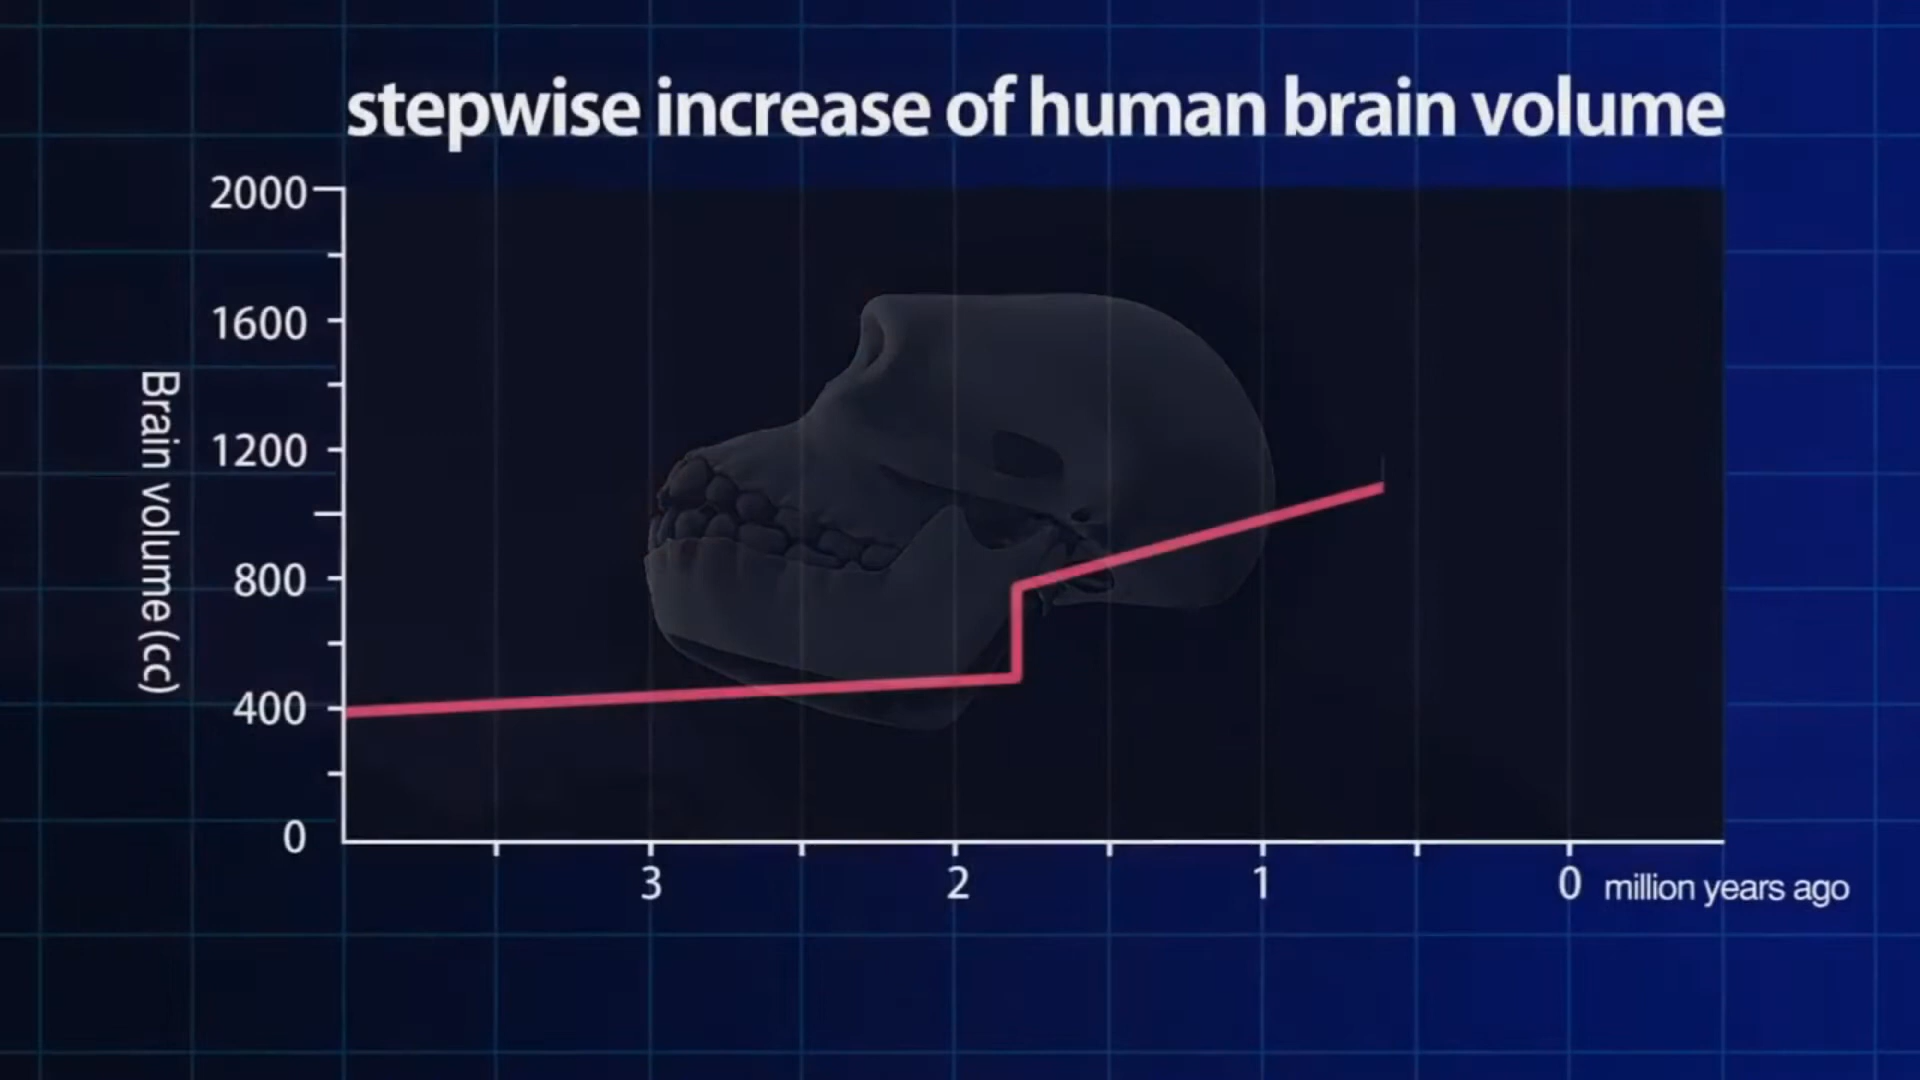 stepwise increase of human brain volume
2000
1600
1200
800
400
0
Brain volume (cc)
3 2 1 0 million years ago